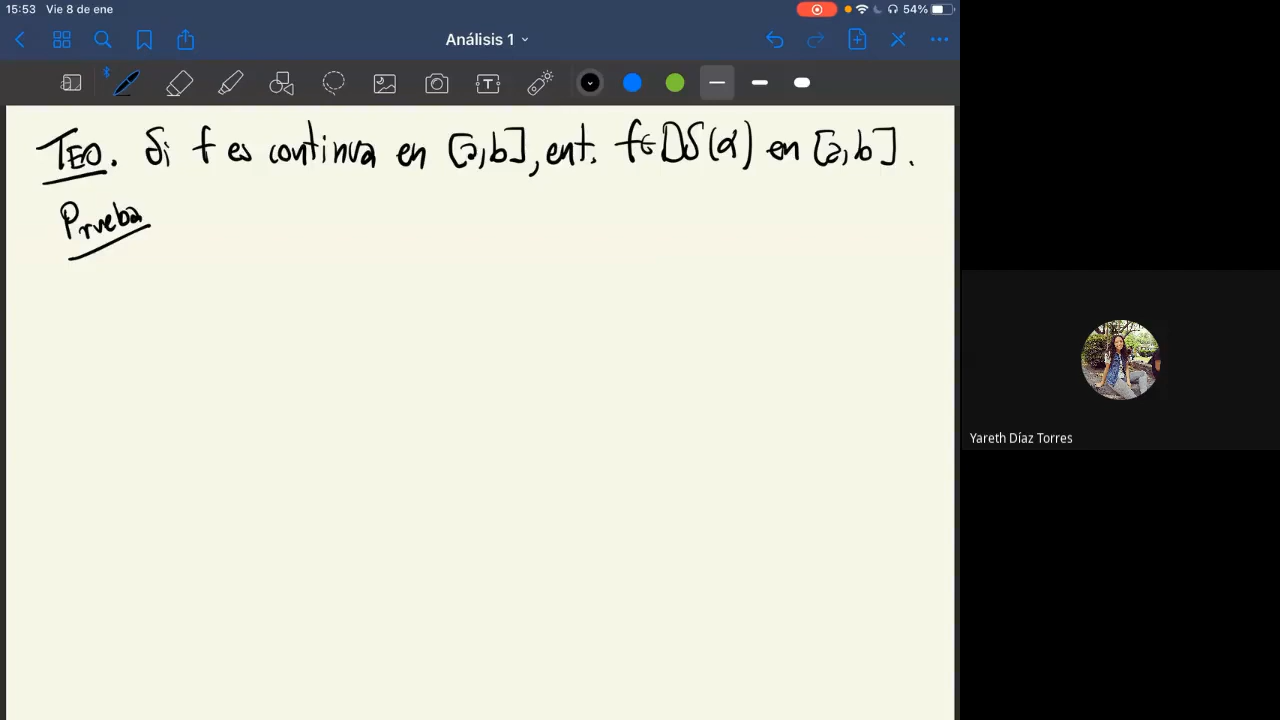 15:53 Vie 8 de ene
54%
Análisis 1
T
TEO. Si f es continua en [a,b], ent. f∈DS(α) en [a,b].
Prueba
Yareth Díaz Torres